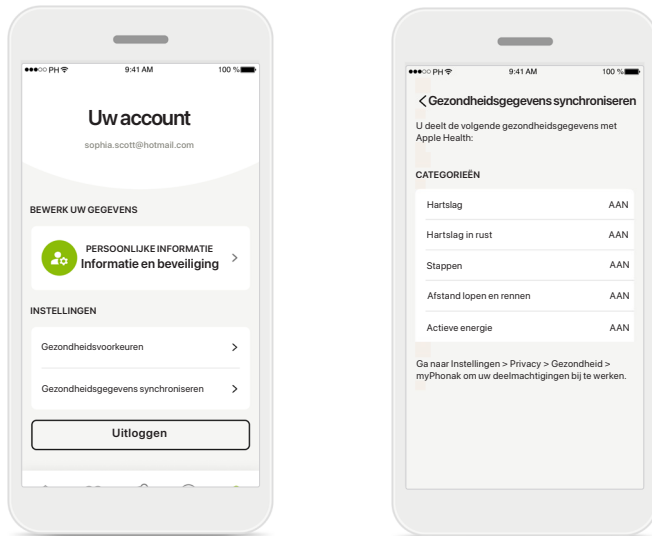 PH
9:41 AM
100 %
Uw account
sophia.scott@hotmail.com
BEWERK UW GEGEVENS
PERSOONLIJKE INFORMATIE
Informatie en beveiliging
INSTELLINGEN
Gezondheidsvoorkeuren
Gezondheidsgegevens synchroniseren
Uitloggen
PH
9:41 AM
100 %
Gezondheidsgegevens synchroniseren
U deelt de volgende gezondheidsgegevens met
Apple Health:
CATEGORIEËN
Hartslag AAN
Hartslag in rust AAN
Stappen AAN
Afstand lopen en rennen AAN
Actieve energie AAN
Ga naar Instellingen > Privacy > Gezondheid >
myPhonak om uw deelmachtigingen bij te werken.